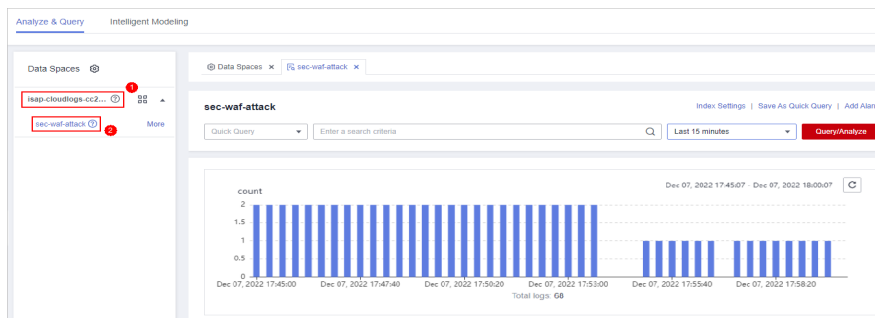 Analyze & Query Intelligent Modeling
Data Spaces
Data Spaces × sec-waf-attack ×
1
isap-cloudlogs-cc2...
sec-waf-attack 2 More
sec-waf-attack
Index Settings | Save As Quick Query | Add Alar
Quick Query Enter a search criteria Last 15 minutes Query/Analyze
Dec 07, 2022 17:45:07 - Dec 07, 2022 18:00:07
count
2
1.5
1
0.5
0
Dec 07, 2022 17:45:00 Dec 07, 2022 17:47:40 Dec 07, 2022 17:50:20 Dec 07, 2022 17:53:00 Dec 07, 2022 17:55:40 Dec 07, 2022 17:58:20
Total logs: 68